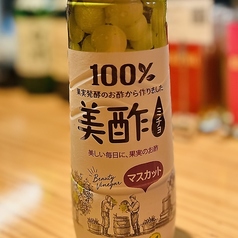 100%
果実発酵のお酢から作りました
美酢
ミチョ
美しい毎日に、果実のお酢
Beauty
Vinegar
マスカット